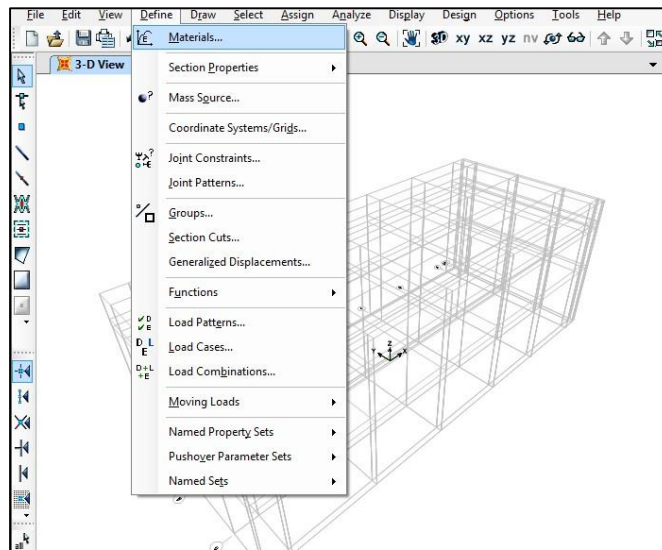 File Edit View Define Draw Select Assign Analyze Display Design Options Tools Help
xy xz yz nv
3-D View
Materials...
Section Properties
Mass Source...
Coordinate Systems/Grids...
Joint Constraints...
Joint Patterns...
Groups...
Section Cuts...
Generalized Displacements...
Functions
Load Patterns...
Load Cases...
Load Combinations...
Moving Loads
Named Property Sets
Pushover Parameter Sets
Named Sets
Z
Y X
all